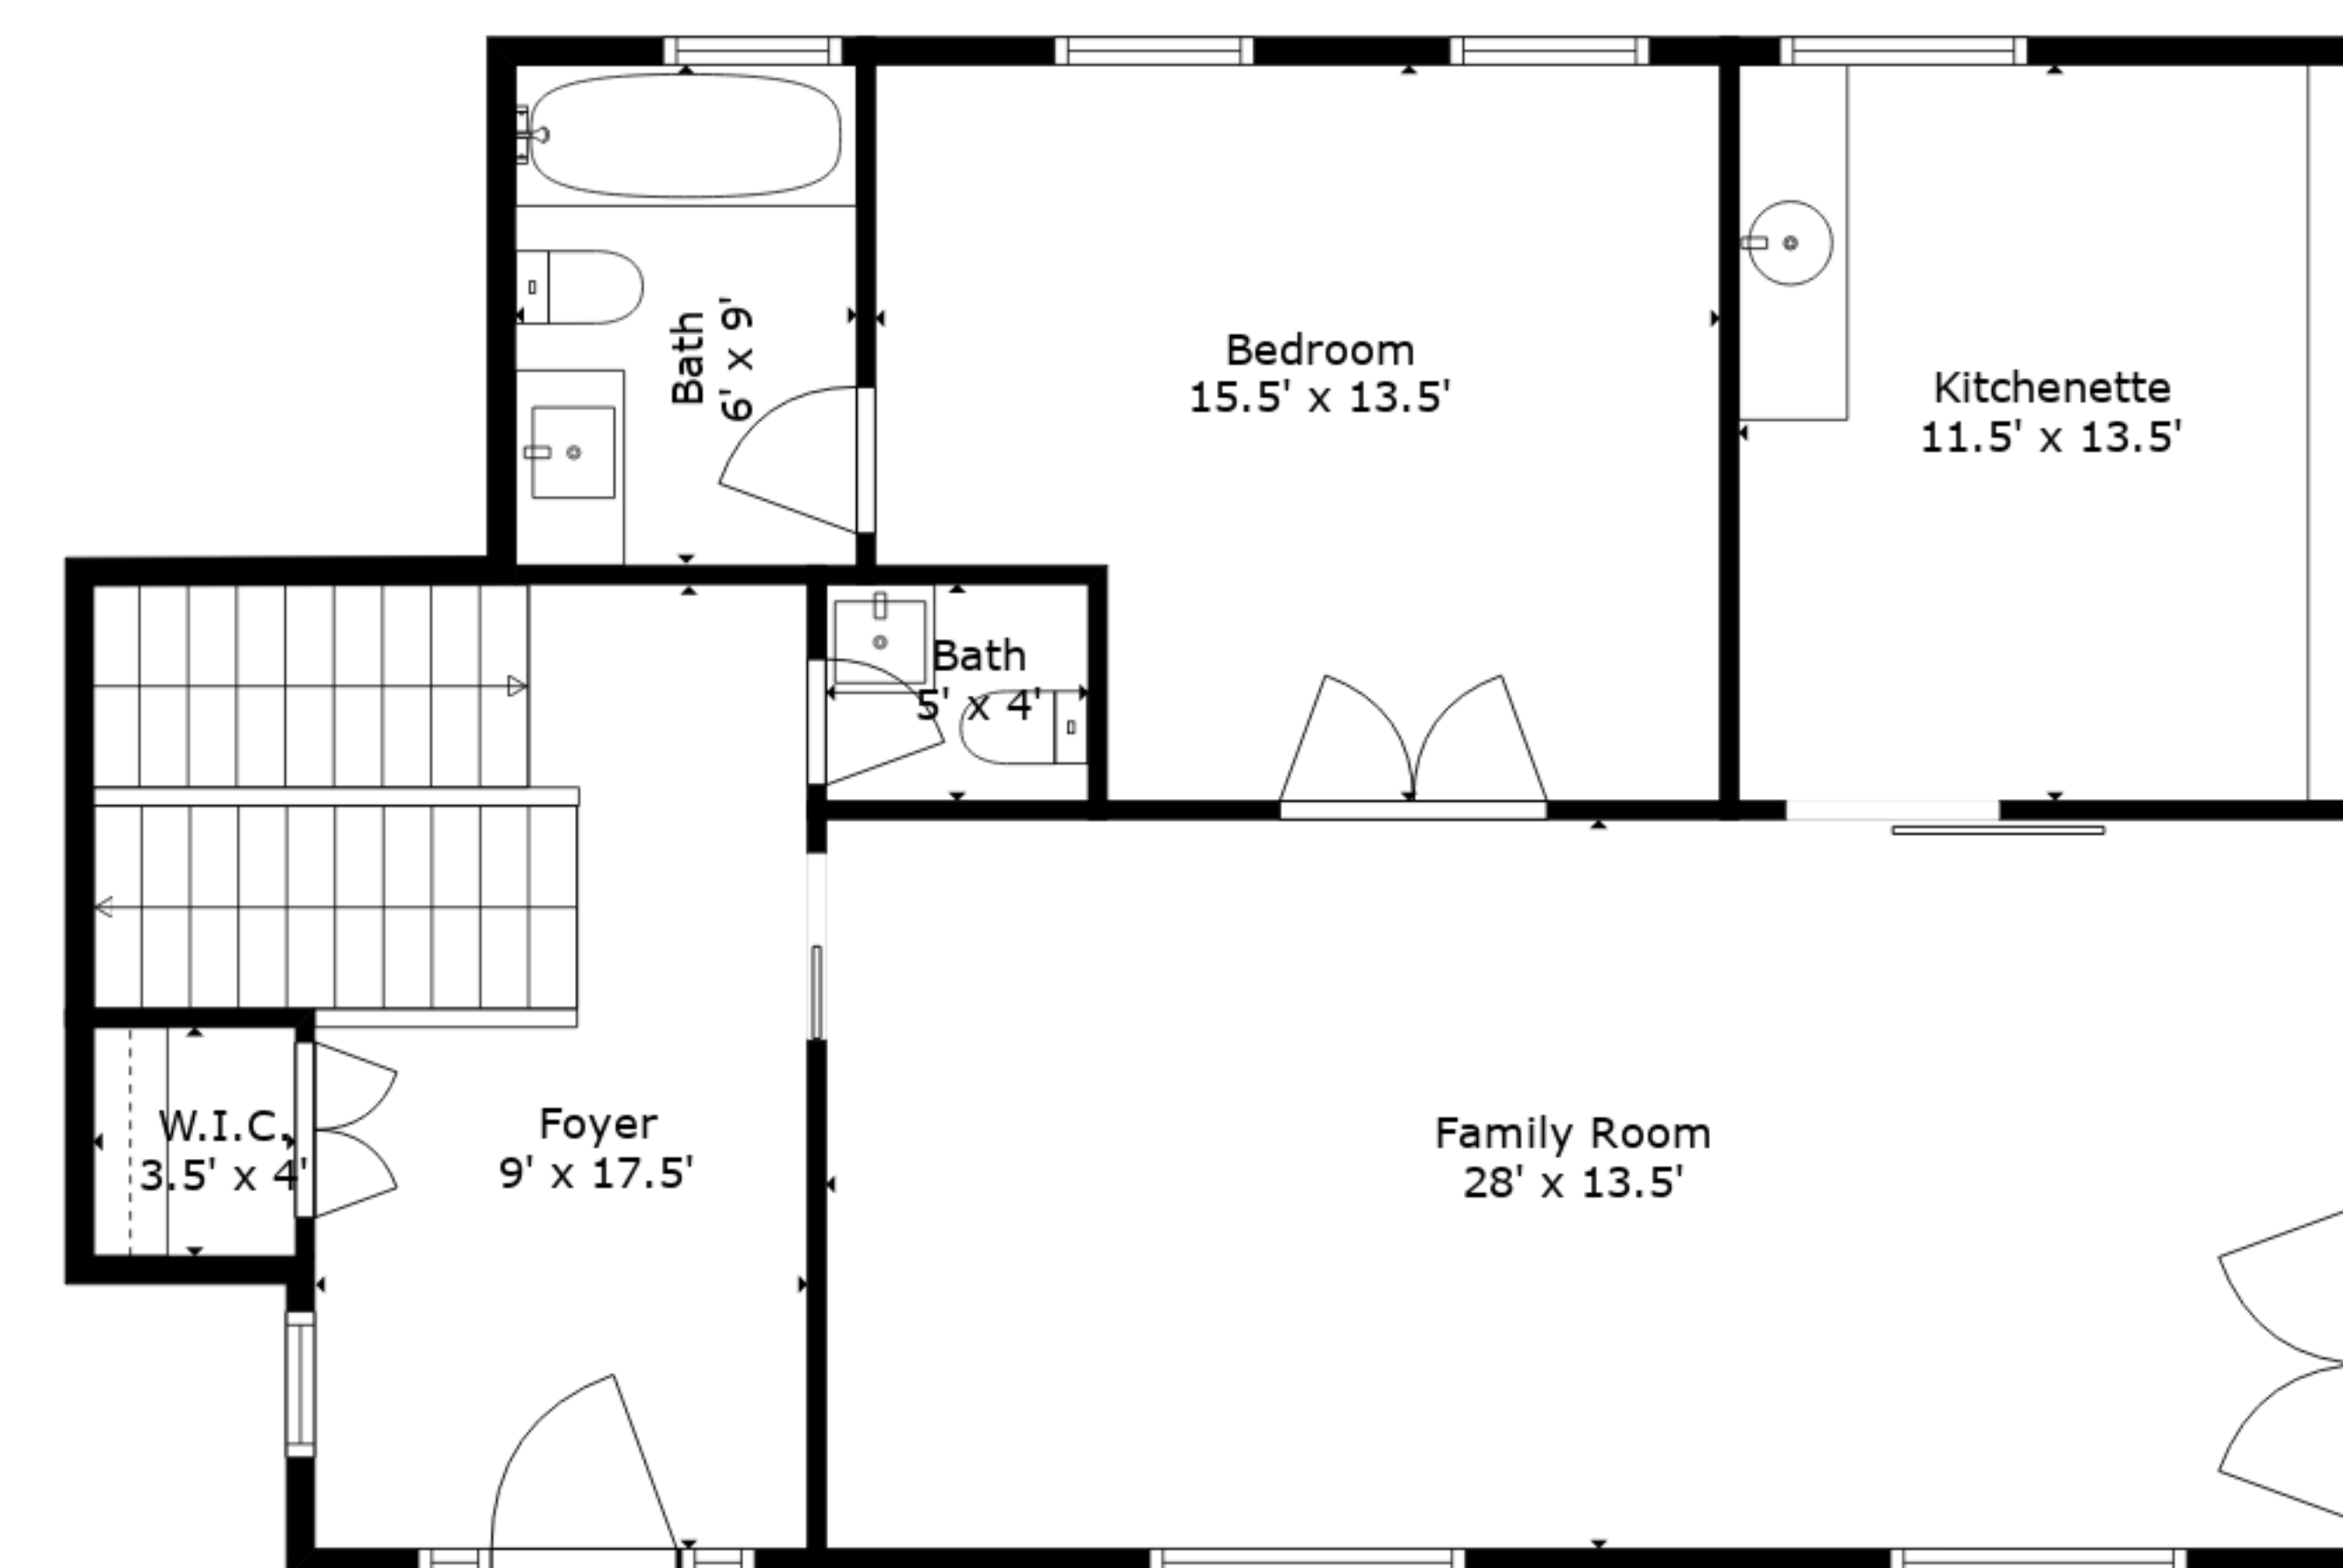 Bath
6' x 9'
Bedroom
15.5' x 13.5'
Kitchenette
11.5' x 13.5'
Bath
5' x 4'
W.I.C.
3.5' x 4'
Foyer
9' x 17.5'
Family Room
28' x 13.5'